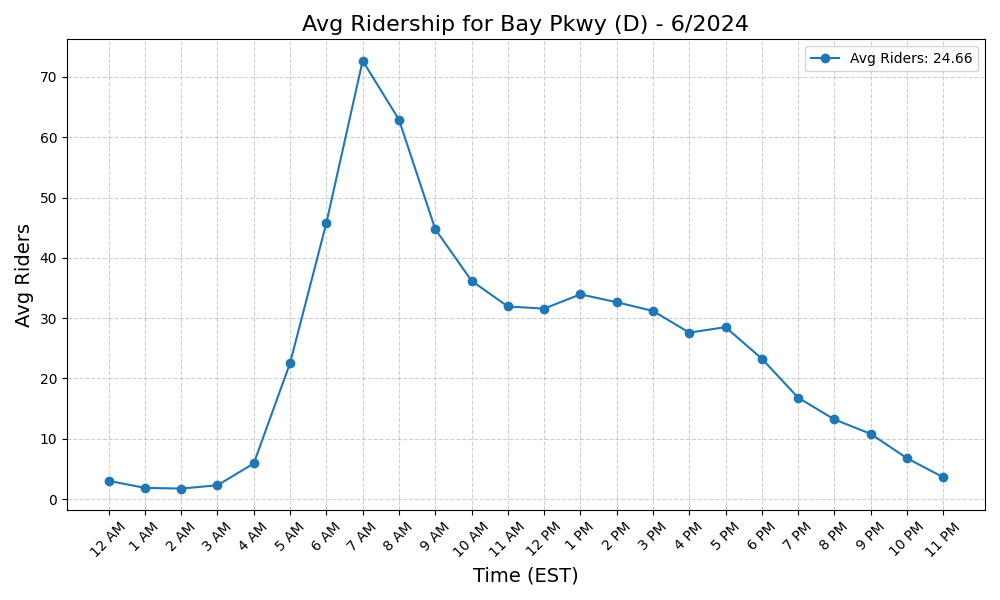 Avg Ridership for Bay Pkwy (D) - 6/2024
Avg Riders: 24.66
Avg Riders
70
60
50
40
30
20
10
0
12 AM
1 AM
2 AM
3 AM
4 AM
5 AM
6 AM
7 AM
8 AM
9 AM
10 AM
11 AM
12 PM
1 PM
2 PM
3 PM
4 PM
5 PM
6 PM
7 PM
8 PM
9 PM
10 PM
11 PM
Time (EST)